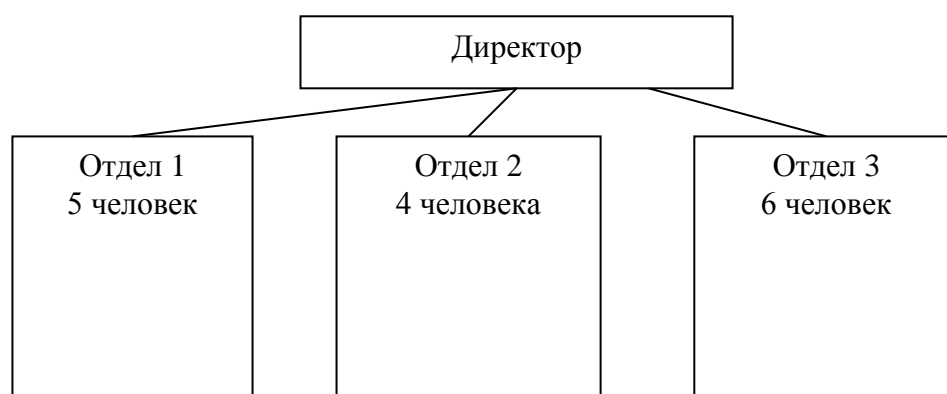 Директор
Отдел 1
5 человек
Отдел 2
4 человека
Отдел 3
6 человек